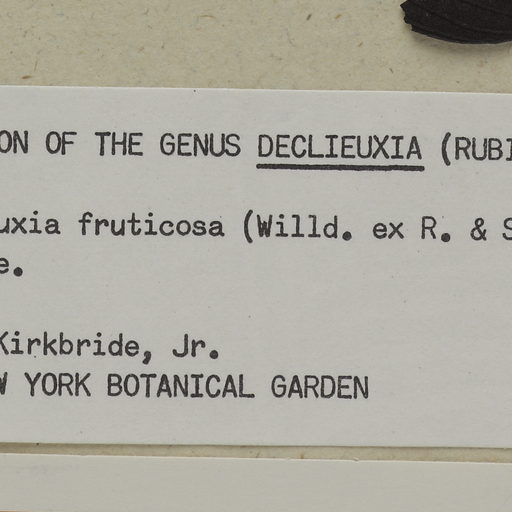 ON OF THE GENUS DECLIEUXIA (RUBI
uxia fruticosa (Willd. ex R. & S
e.
Kirkbride, Jr.
W YORK BOTANICAL GARDEN